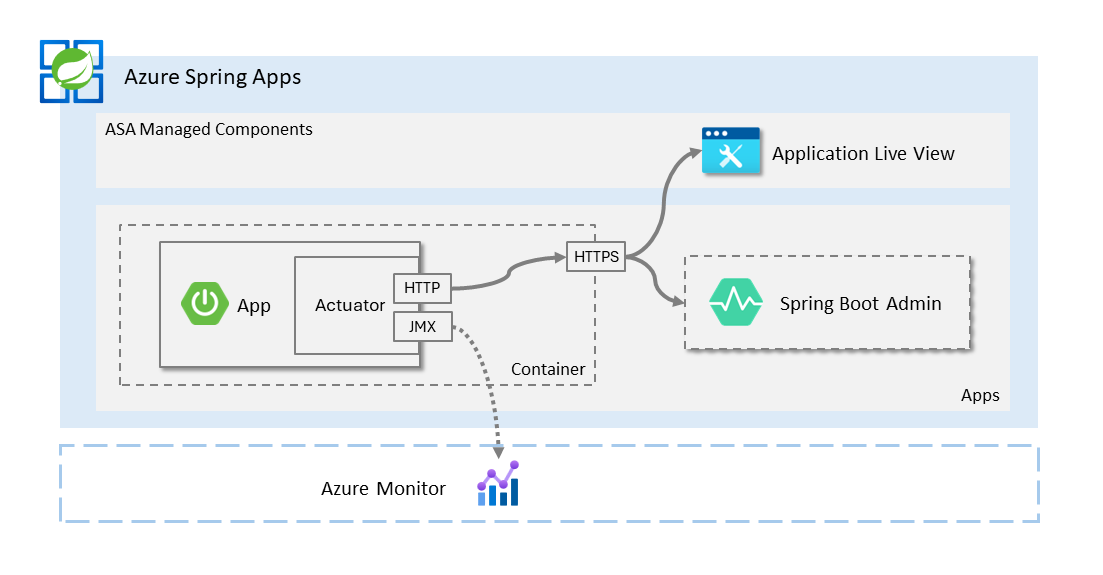 Azure Spring Apps
ASA Managed Components
Application Live View
HTTPS
HTTP
App
Actuator
Spring Boot Admin
JMX
Container
Apps
Azure Monitor